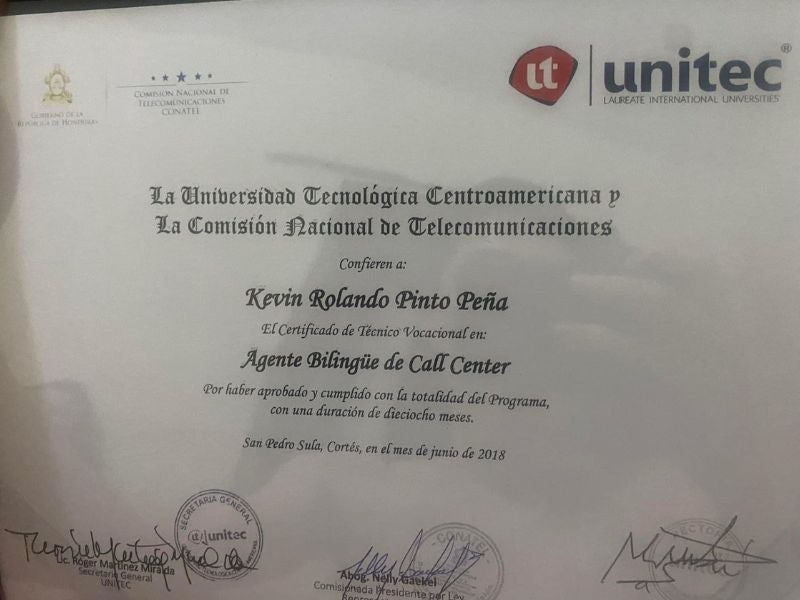 GOBIERNO DE LA
REPÚBLICA DE HONDURAS
COMISIÓN NACIONAL DE
TELECOMUNICACIONES
CONATEL
ut
unitec®
LAUREATE INTERNATIONAL UNIVERSITIES
La Universidad Tecnológica Centroamericana y
La Comisión Nacional de Telecomunicaciones
Confieren a:
Kevin Rolando Pinto Peña
El Certificado de Técnico Vocacional en:
Agente Bilingüe de Call Center
Por haber aprobado y cumplido con la totalidad del Programa,
con una duración de dieciocho meses.
San Pedro Sula, Cortés, en el mes de junio de 2018
SECRETARIA GENERAL
unitec
Lic. Róger Martínez Miralda
Secretario General
UNITEC
CONATEL
Abog. Nelly Gaekel
Comisionada Presidente por Ley